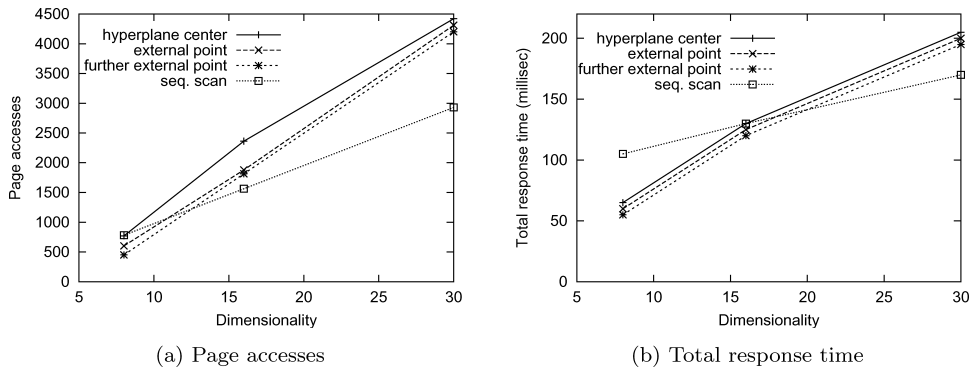 4500
4000
3500
3000
2500
2000
1500
1000
500
0
Page accesses
hyperplane center
external point
further external point
seq. scan
5 10 15 20 25 30
Dimensionality
(a) Page accesses
200
150
100
50
0
Total response time (millisec)
hyperplane center
external point
further external point
seq. scan
5 10 15 20 25 30
Dimensionality
(b) Total response time